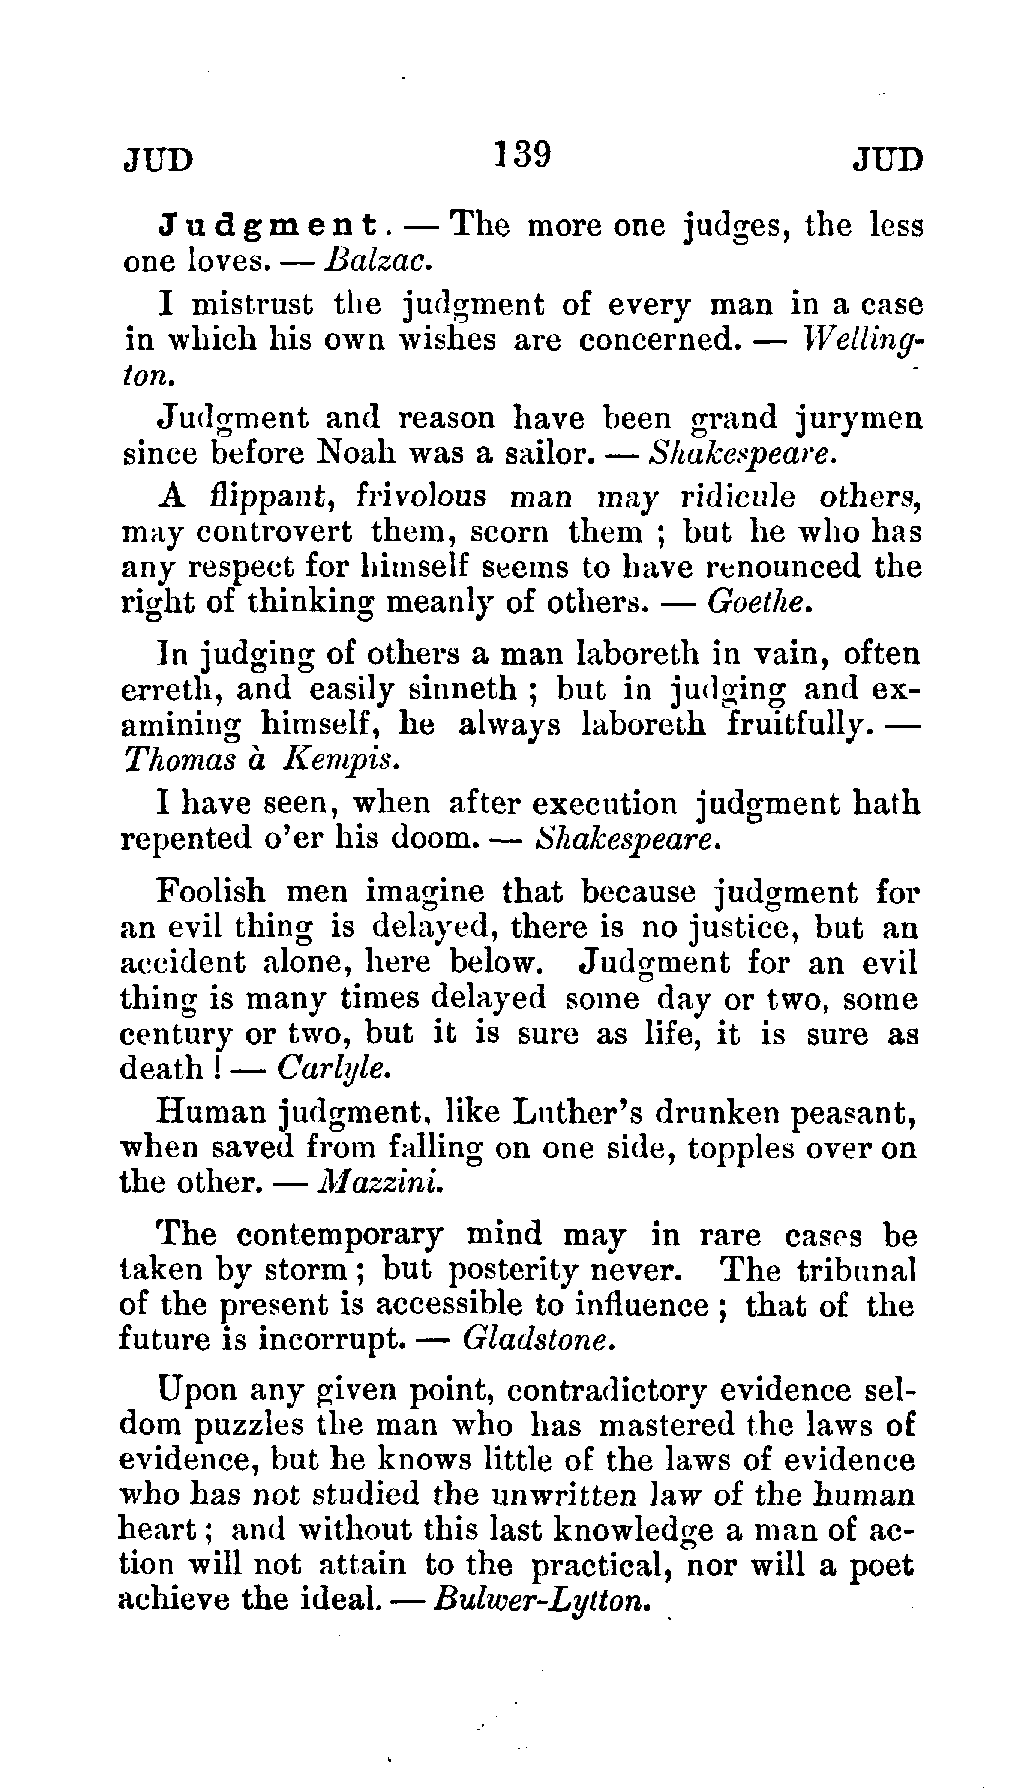 JUD 139 JUD
Judgment. — The more one judges, the less
one loves. — Balzac.
I mistrust the judgment of every man in a case
in which his own wishes are concerned. — Welling-
ton.
Judgment and reason have been grand jurymen
since before Noah was a sailor. — Shakespeare.
A flippant, frivolous man may ridicule others,
may controvert them, scorn them ; but he who has
any respect for himself seems to have renounced the
right of thinking meanly of others. — Goethe.
In judging of others a man laboreth in vain, often
erreth, and easily sinneth ; but in judging and ex-
amining himself, he always laboreth fruitfully. —
Thomas à Kempis.
I have seen, when after execution judgment hath
repented o'er his doom. — Shakespeare.
Foolish men imagine that because judgment for
an evil thing is delayed, there is no justice, but an
accident alone, here below. Judgment for an evil
thing is many times delayed some day or two, some
century or two, but it is sure as life, it is sure as
death ! — Carlyle.
Human judgment, like Luther's drunken peasant,
when saved from falling on one side, topples over on
the other. — Mazzini.
The contemporary mind may in rare cases be
taken by storm ; but posterity never. The tribunal
of the present is accessible to influence ; that of the
future is incorrupt. — Gladstone.
Upon any given point, contradictory evidence sel-
dom puzzles the man who has mastered the laws of
evidence, but he knows little of the laws of evidence
who has not studied the unwritten law of the human
heart ; and without this last knowledge a man of ac-
tion will not attain to the practical, nor will a poet
achieve the ideal. — Bulwer-Lytton.